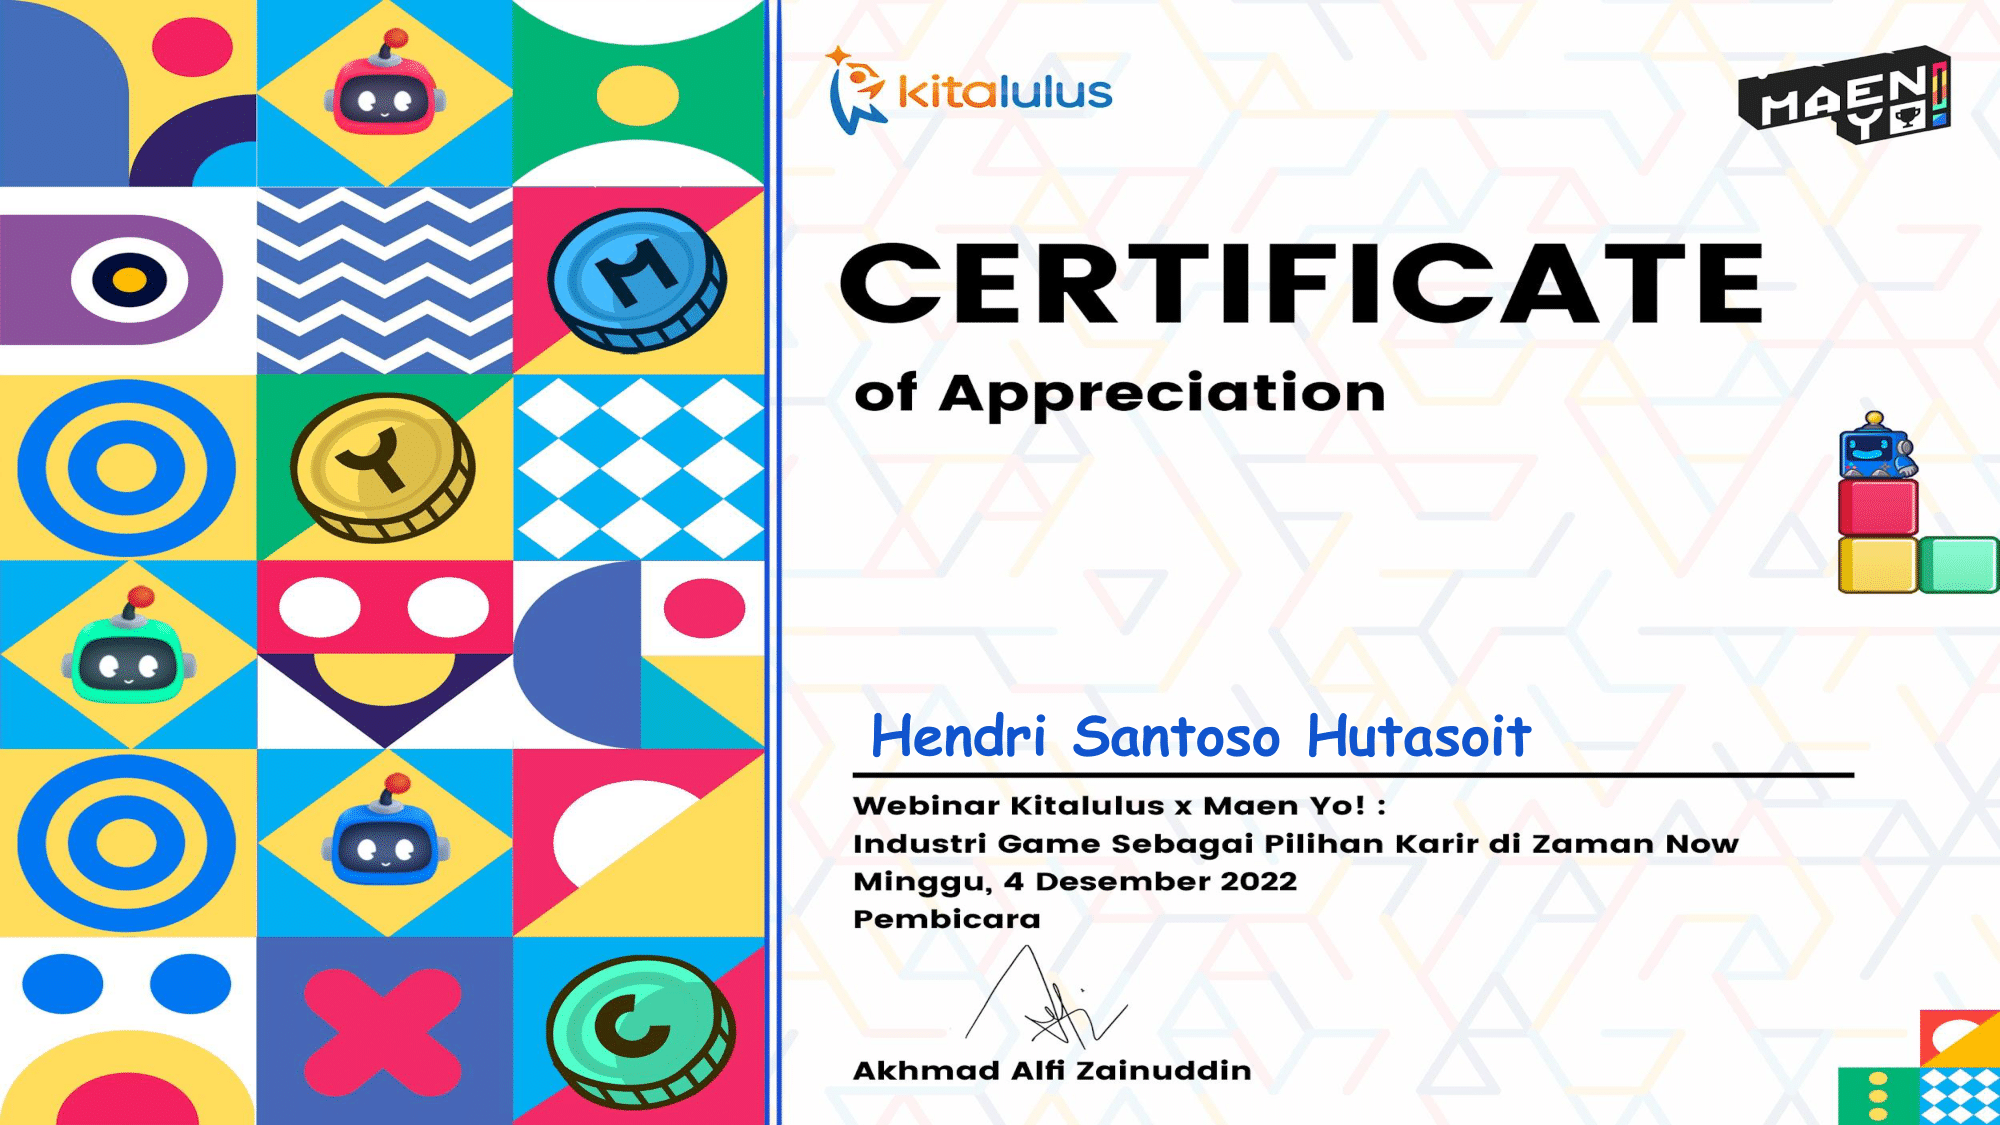 kitalulus
MAEN
YO!
CERTIFICATE
of Appreciation
M
Y
C
Hendri Santoso Hutasoit
Webinar Kitalulus x Maen Yo! :
Industri Game Sebagai Pilihan Karir di Zaman Now
Minggu, 4 Desember 2022
Pembicara
Akhmad Alfi Zainuddin